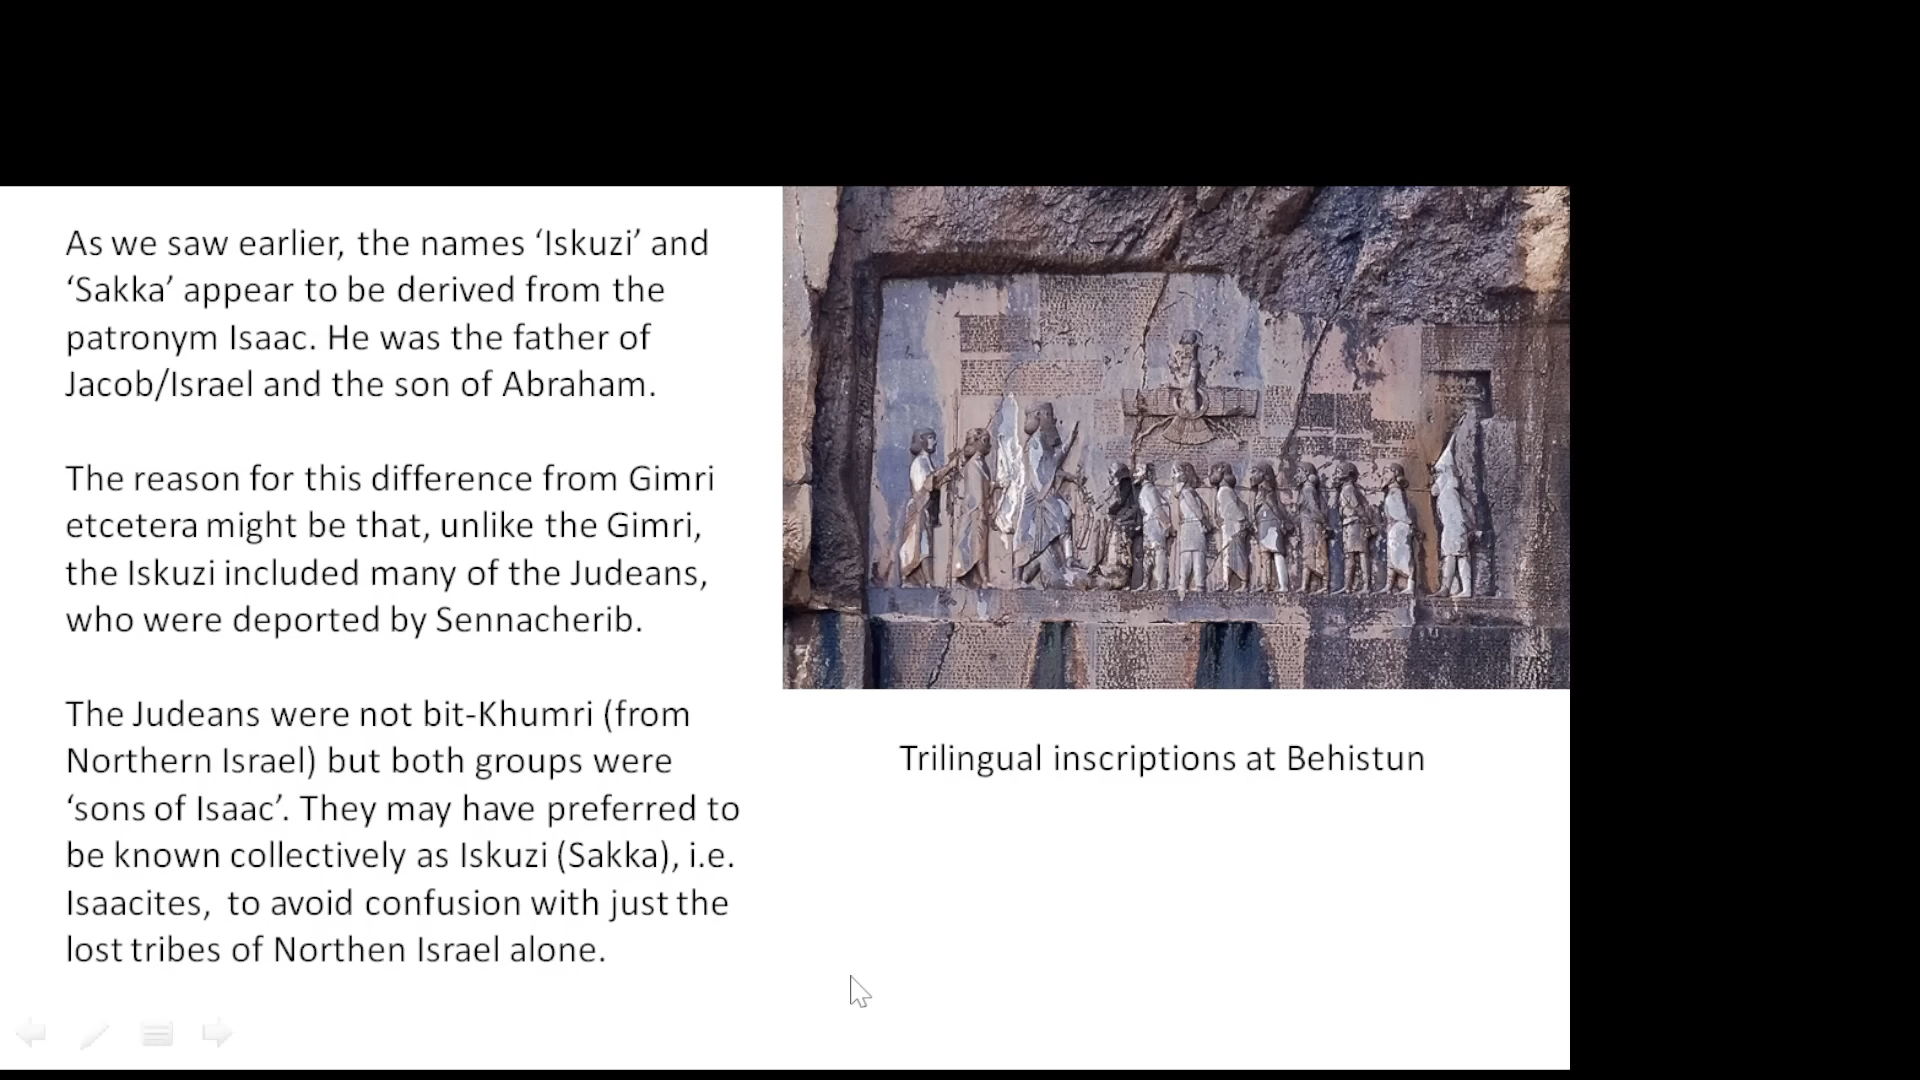 As we saw earlier, the names ‘Iskuzi’ and
‘Sakka’ appear to be derived from the
patronym Isaac. He was the father of
Jacob/Israel and the son of Abraham.
The reason for this difference from Gimri
etcetera might be that, unlike the Gimri,
the Iskuzi included many of the Judeans,
who were deported by Sennacherib.
The Judeans were not bit-Khumri (from
Northern Israel) but both groups were
‘sons of Isaac’. They may have preferred to
be known collectively as Iskuzi (Sakka), i.e.
Isaacites, to avoid confusion with just the
lost tribes of Northen Israel alone.
Trilingual inscriptions at Behistun